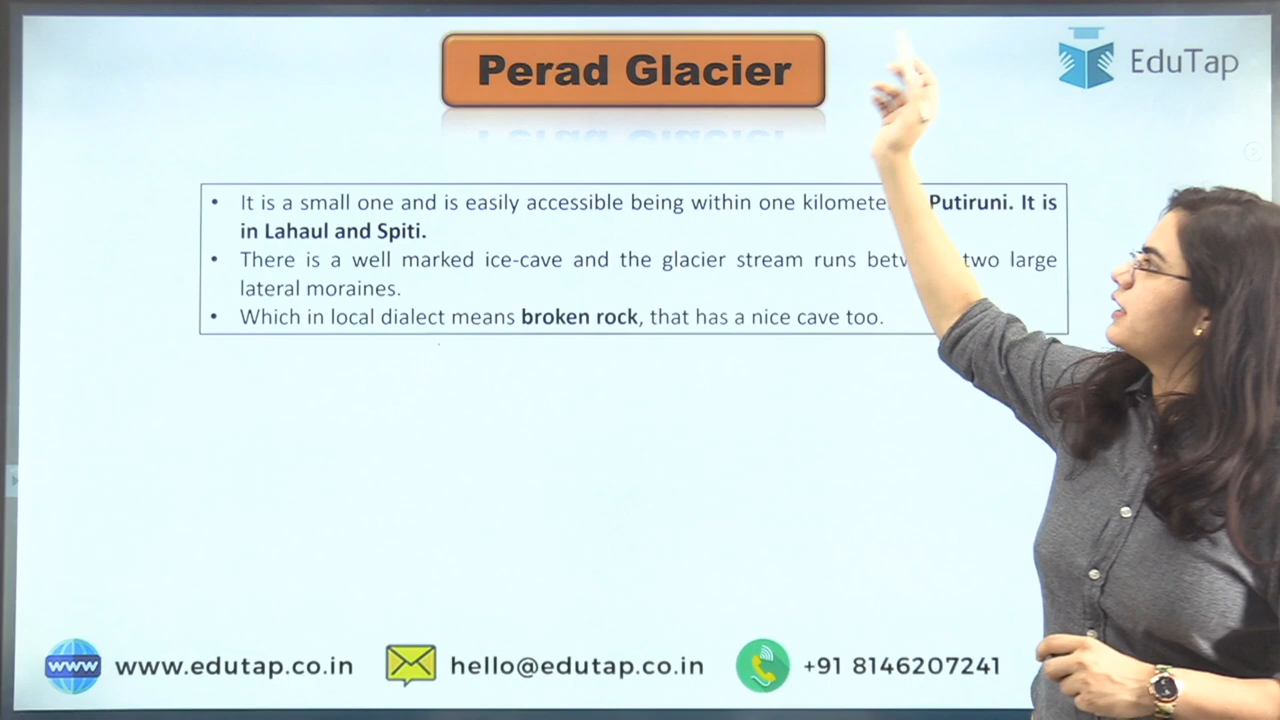 Perad Glacier
EduTap
• It is a small one and is easily accessible being within one kilomete Putiruni. It is
in Lahaul and Spiti.
• There is a well marked ice-cave and the glacier stream runs two large
lateral moraines.
• Which in local dialect means broken rock, that has a nice cave too.
www
www.edutap.co.in
hello@edutap.co.in
+91 8146207241